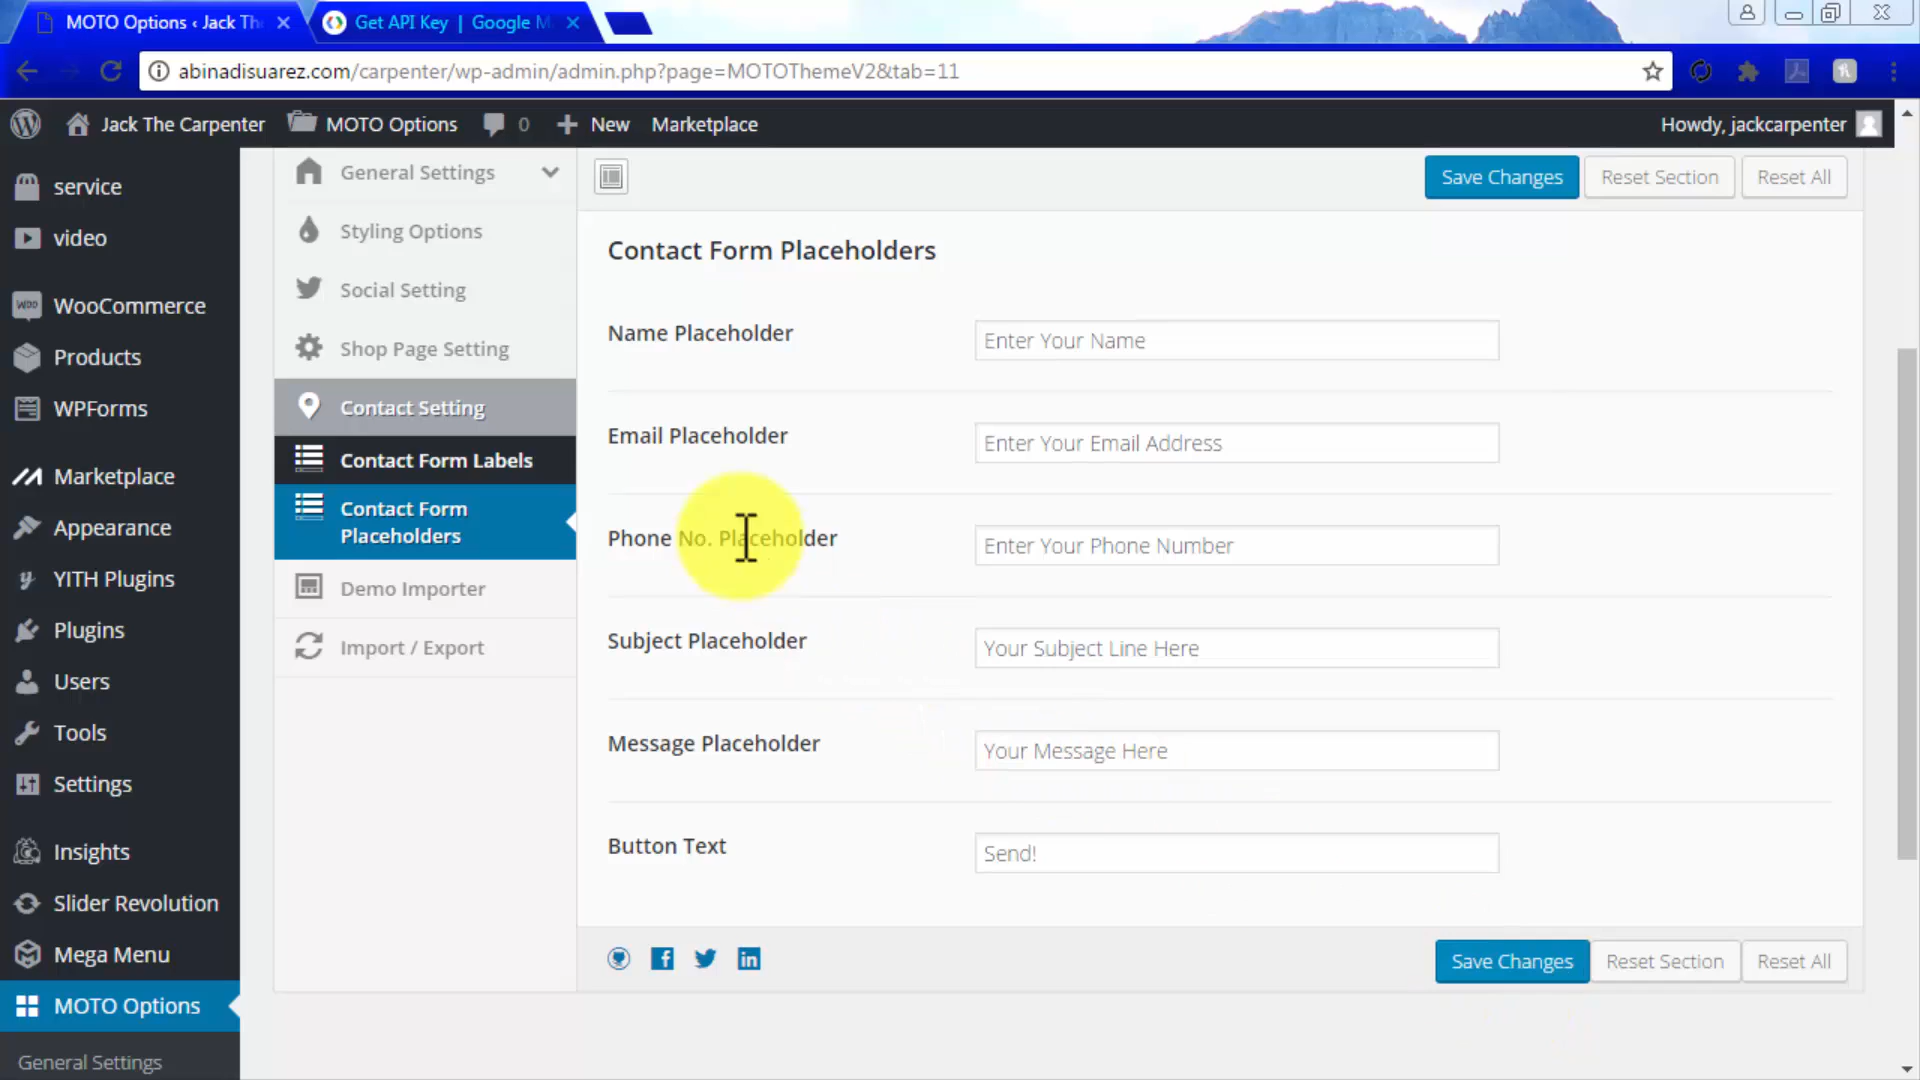 MOTO Options ‹ Jack Th
Get API Key | Google M
abinadisuarez.com/carpenter/wp-admin/admin.php?page=MOTOThemeV2&tab=11
Jack The Carpenter
MOTO Options
0
New
Marketplace
Howdy, jackcarpenter
service
video
WooCommerce
Products
WPForms
Marketplace
Appearance
YITH Plugins
Plugins
Users
Tools
Settings
Insights
Slider Revolution
Mega Menu
MOTO Options
General Settings
General Settings
Styling Options
Social Setting
Shop Page Setting
Contact Setting
Contact Form Labels
Contact Form
Placeholders
Demo Importer
Import / Export
Save Changes
Reset Section
Reset All
Contact Form Placeholders
Name Placeholder
Enter Your Name
Email Placeholder
Enter Your Email Address
Phone No. Placeholder
Enter Your Phone Number
Subject Placeholder
Your Subject Line Here
Message Placeholder
Your Message Here
Button Text
Send!
Save Changes
Reset Section
Reset All